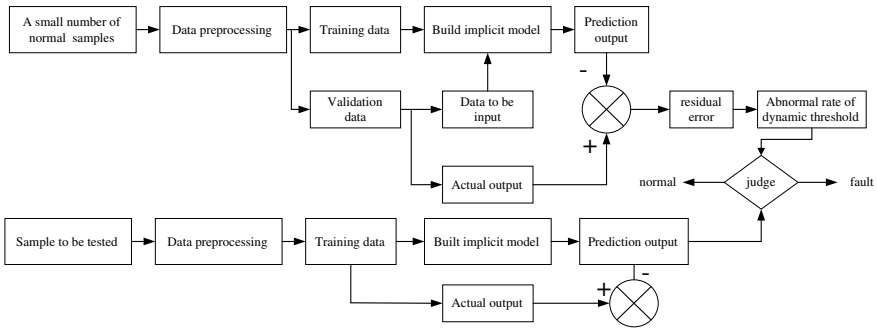 A small number of
normal samples
Data preprocessing
Training data
Build implicit model
Prediction
output
-
Validation
data
Data to be
input
residual
error
Abnormal rate of
dynamic threshold
+
Actual output
normal
judge
fault
Sample to be tested
Data preprocessing
Training data
Built implicit model
Prediction output
-
+
Actual output